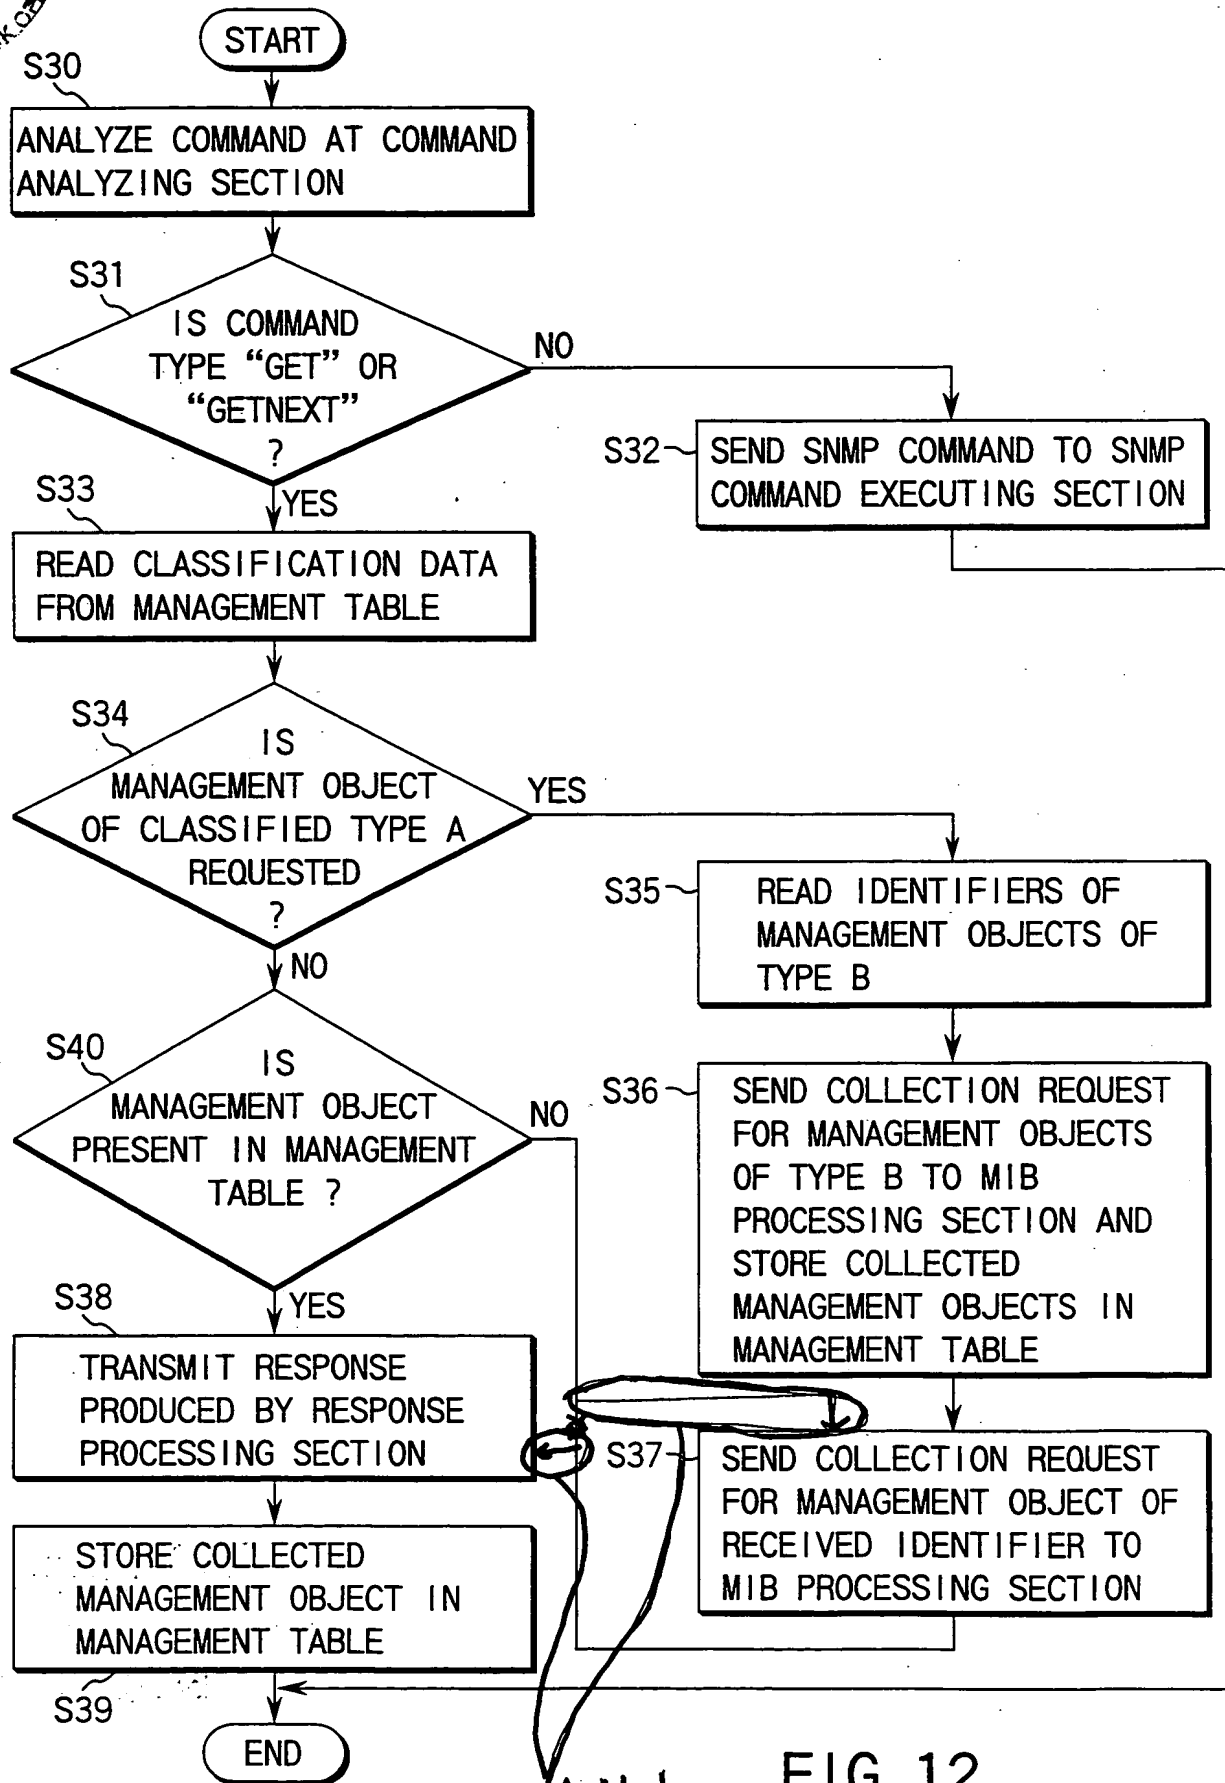 START
S30
ANALYZE COMMAND AT COMMAND
ANALYZING SECTION
S31
IS COMMAND
TYPE “GET” OR
“GETNEXT”
?
NO
S32
SEND SNMP COMMAND TO SNMP
COMMAND EXECUTING SECTION
YES
S33
READ CLASSIFICATION DATA
FROM MANAGEMENT TABLE
S34
IS
MANAGEMENT OBJECT
OF CLASSIFIED TYPE A
REQUESTED
?
YES
S35
READ IDENTIFIERS OF
MANAGEMENT OBJECTS OF
TYPE B
NO
S40
IS
MANAGEMENT OBJECT
PRESENT IN MANAGEMENT
TABLE ?
NO
S36
SEND COLLECTION REQUEST
FOR MANAGEMENT OBJECTS
OF TYPE B TO MIB
PROCESSING SECTION AND
STORE COLLECTED
MANAGEMENT OBJECTS IN
MANAGEMENT TABLE
YES
S38
TRANSMIT RESPONSE
PRODUCED BY RESPONSE
PROCESSING SECTION
S37
SEND COLLECTION REQUEST
FOR MANAGEMENT OBJECT OF
RECEIVED IDENTIFIER TO
MIB PROCESSING SECTION
STORE COLLECTED
MANAGEMENT OBJECT IN
MANAGEMENT TABLE
S39
END
FIG. 12